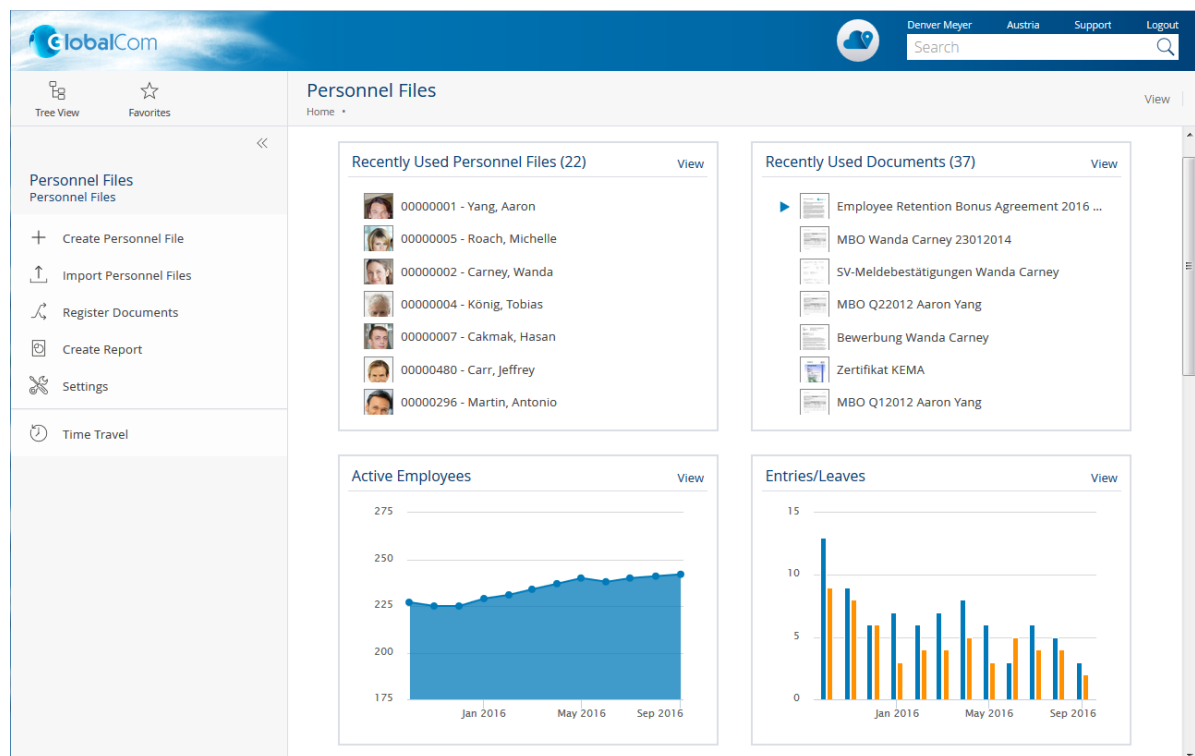 GlobalCom
Denver Meyer Austria Support Logout
Search
Tree View Favorites
Personnel Files
Home •
View
Personnel Files
Personnel Files
Create Personnel File
Import Personnel Files
Register Documents
Create Report
Settings
Time Travel
Recently Used Personnel Files (22) View
00000001 - Yang, Aaron
00000005 - Roach, Michelle
00000002 - Carney, Wanda
00000004 - König, Tobias
00000007 - Cakmak, Hasan
00000480 - Carr, Jeffrey
00000296 - Martin, Antonio
Recently Used Documents (37) View
Employee Retention Bonus Agreement 2016 ...
MBO Wanda Carney 23012014
SV-Meldebestätigungen Wanda Carney
MBO Q22012 Aaron Yang
Bewerbung Wanda Carney
Zertifikat KEMA
MBO Q12012 Aaron Yang
Active Employees View
275
250
225
200
175
Jan 2016 May 2016 Sep 2016
Entries/Leaves View
15
10
5
0
Jan 2016 May 2016 Sep 2016